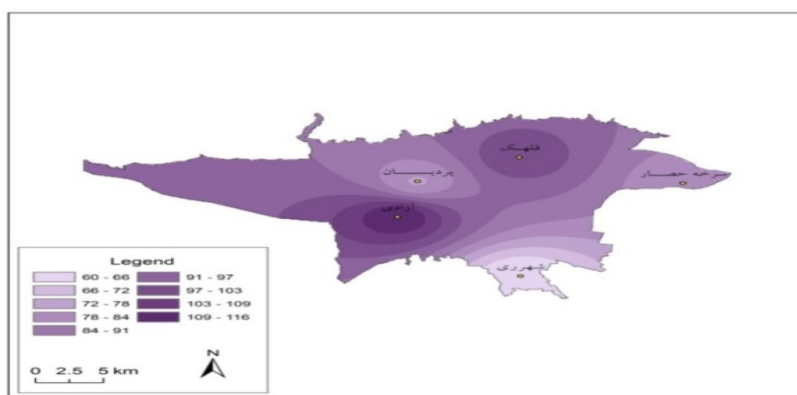 قلهک
پردیسان
سرخه حصار
آزادی
شهرری
Legend
60 - 66
91 - 97
66 - 72
97 - 103
72 - 78
103 - 109
78 - 84
109 - 116
84 - 91
N
0 2.5 5 km